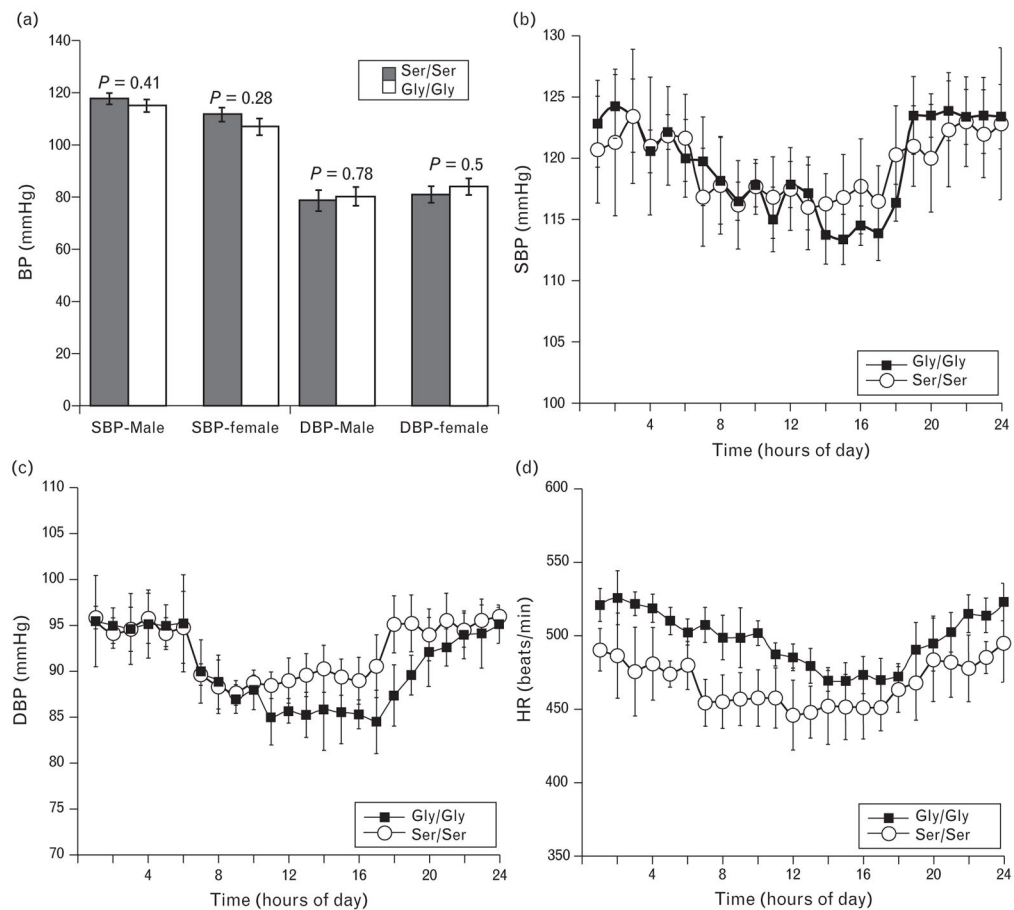 (a)
140
120
100
80
60
40
20
0
BP (mmHg)
P = 0.41
P = 0.28
P = 0.78
P = 0.5
Ser/Ser
Gly/Gly
SBP-Male
SBP-female
DBP-Male
DBP-female
(b)
130
125
120
115
110
105
100
SBP (mmHg)
Gly/Gly
Ser/Ser
4 8 12 16 20 24
Time (hours of day)
(c)
110
105
100
95
90
85
80
75
70
DBP (mmHg)
Gly/Gly
Ser/Ser
4 8 12 16 20 24
Time (hours of day)
(d)
600
550
500
450
400
350
HR (beats/min)
Gly/Gly
Ser/Ser
4 8 12 16 20 24
Time (hours of day)